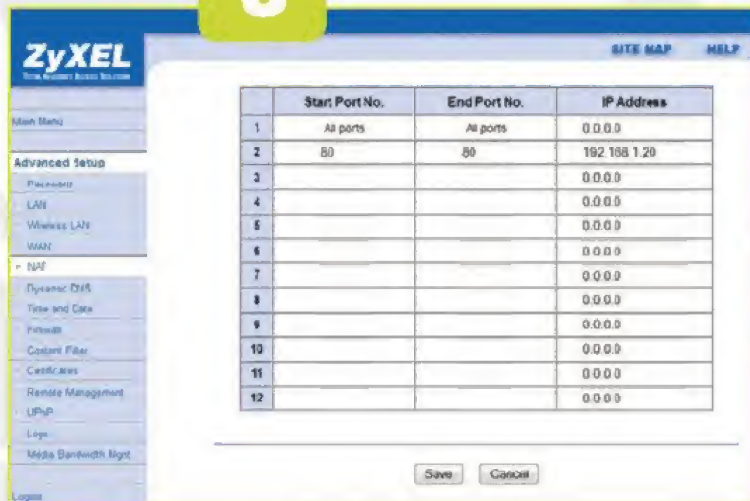 ZyXEL
SITE MAP HELP
Main Menu
Advanced Setup
Password
LAN
Wireless LAN
WAN
NAT
Dynamic DNS
Time and Date
Firewall
Content Filter
Certificates
Remote Management
UPnP
Logs
Media Bandwidth Mgnt
Logout
Start Port No. End Port No. IP Address
1 All ports All ports 0.0.0.0
2 80 80 192.168.1.20
3 0.0.0.0
4 0.0.0.0
5 0.0.0.0
6 0.0.0.0
7 0.0.0.0
8 0.0.0.0
9 0.0.0.0
10 0.0.0.0
11 0.0.0.0
12 0.0.0.0
Save Cancel